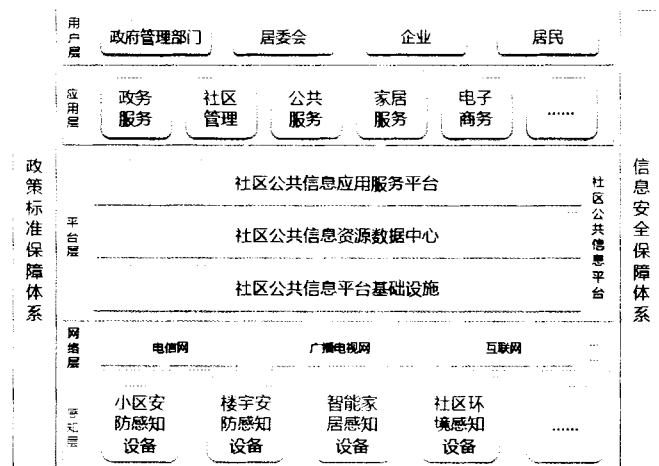 用户层
政府管理部门 居委会 企业 居民
应用层
政务服务 社区管理 公共服务 家居服务 电子商务 ......
政策标准保障体系
平台层
社区公共信息应用服务平台
社区公共信息资源数据中心
社区公共信息平台基础设施
社区公共信息平台
信息安全保障体系
网络层
电信网 广播电视网 互联网
感知层
小区安防感知设备 楼宇安防感知设备 智能家居感知设备 社区环境感知设备 ......